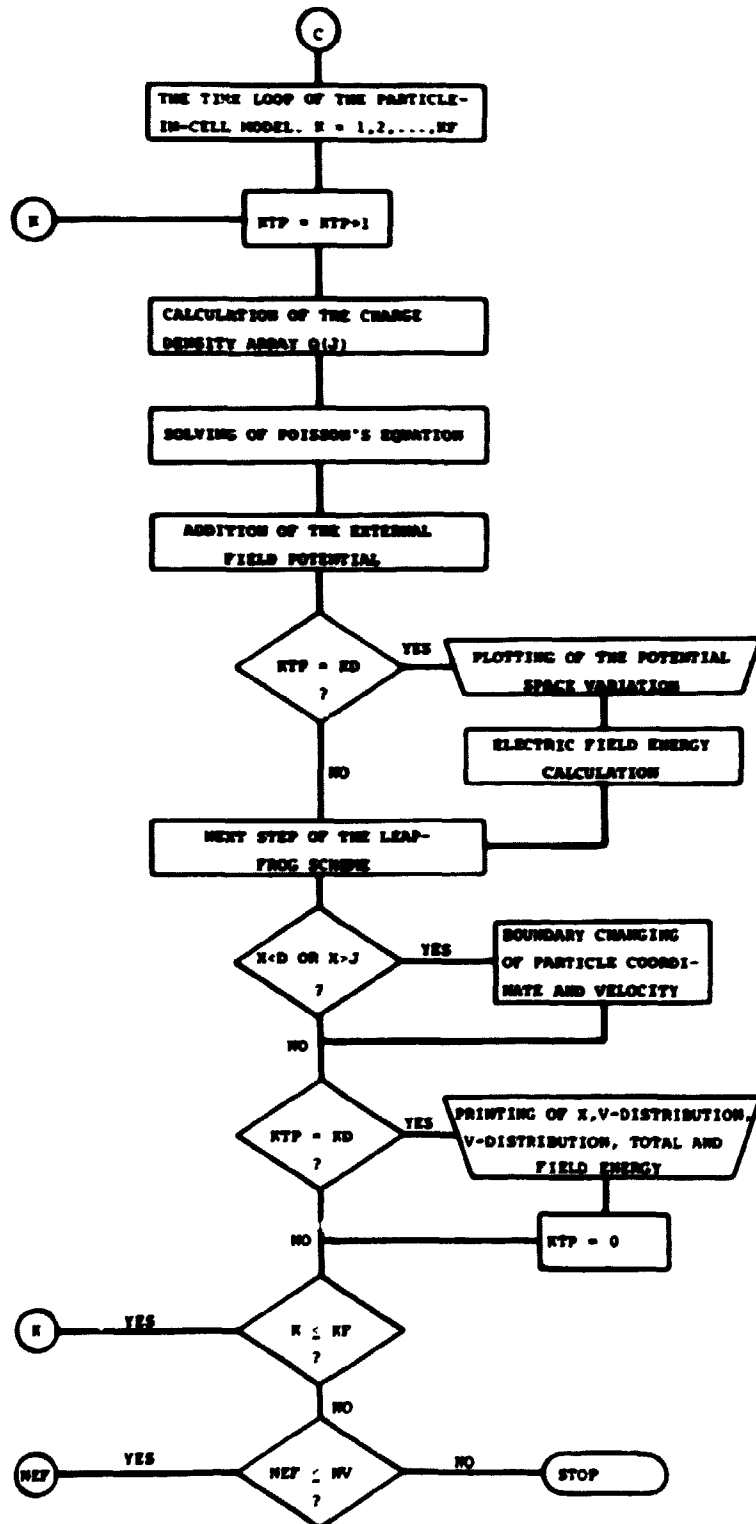 C
THE TIME LOOP OF THE PARTICLE-
IN-CELL MODEL. K = 1,2,...,KF
K
KTP = KTP+1
CALCULATION OF THE CHARGE
DENSITY ARRAY Q(J)
SOLVING OF POISSON'S EQUATION
ADDITION OF THE EXTERNAL
FIELD POTENTIAL
KTP = KD
?
YES
PLOTTING OF THE POTENTIAL
SPACE VARIATION
ELECTRIC FIELD ENERGY
CALCULATION
NO
NEXT STEP OF THE LEAP-
FROG SCHEME
X<D OR X>J
?
YES
BOUNDARY CHANGING
OF PARTICLE COORDI-
NATE AND VELOCITY
NO
KTP = KD
?
YES
PRINTING OF X,V-DISTRIBUTION,
V-DISTRIBUTION, TOTAL AND
FIELD ENERGY
NO
KTP = 0
K
YES
K ≤ KF
?
NO
NEF
YES
NEF ≤ NV
?
NO
STOP